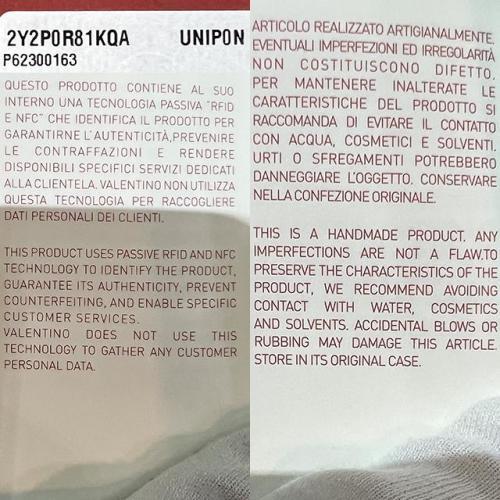 2Y2P0R81KQA UNIPON
P62300163
QUESTO PRODOTTO CONTIENE AL SUO
INTERNO UNA TECNOLOGIA PASSIVA "RFID
E NFC" CHE IDENTIFICA IL PRODOTTO PER
GARANTIRNE L'AUTENTICITÀ,PREVENIRE
LE CONTRAFFAZIONI E RENDERE
DISPONIBILI SPECIFICI SERVIZI DEDICATI
ALLA CLIENTELA. VALENTINO NON UTILIZZA
QUESTA TECNOLOGIA PER RACCOGLIERE
DATI PERSONALI DEI CLIENTI.
THIS PRODUCT USES PASSIVE RFID AND NFC
TECHNOLOGY TO IDENTIFY THE PRODUCT,
GUARANTEE ITS AUTHENTICITY, PREVENT
COUNTERFEITING, AND ENABLE SPECIFIC
CUSTOMER SERVICES.
VALENTINO DOES NOT USE THIS
TECHNOLOGY TO GATHER ANY CUSTOMER
PERSONAL DATA.
ARTICOLO REALIZZATO ARTIGIANALMENTE.
EVENTUALI IMPERFEZIONI ED IRREGOLARITÀ
NON COSTITUISCONO DIFETTO.
PER MANTENERE INALTERATE LE
CARATTERISTICHE DEL PRODOTTO SI
RACCOMANDA DI EVITARE IL CONTATTO
CON ACQUA, COSMETICI E SOLVENTI.
URTI O SFREGAMENTI POTREBBERO
DANNEGGIARE L'OGGETTO. CONSERVARE
NELLA CONFEZIONE ORIGINALE.
THIS IS A HANDMADE PRODUCT. ANY
IMPERFECTIONS ARE NOT A FLAW.TO
PRESERVE THE CHARACTERISTICS OF THE
PRODUCT, WE RECOMMEND AVOIDING
CONTACT WITH WATER, COSMETICS
AND SOLVENTS. ACCIDENTAL BLOWS OR
RUBBING MAY DAMAGE THIS ARTICLE.
STORE IN ITS ORIGINAL CASE.